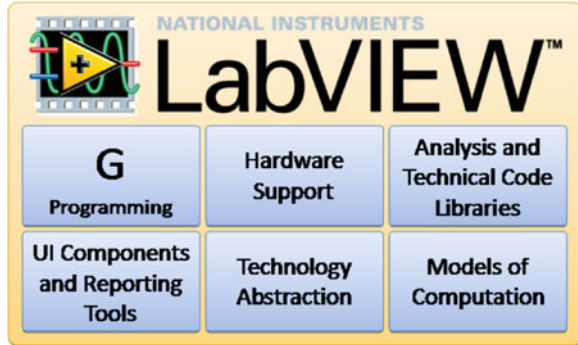 NATIONAL INSTRUMENTS
LabVIEW™
G
Programming
Hardware
Support
Analysis and
Technical Code
Libraries
UI Components
and Reporting
Tools
Technology
Abstraction
Models of
Computation